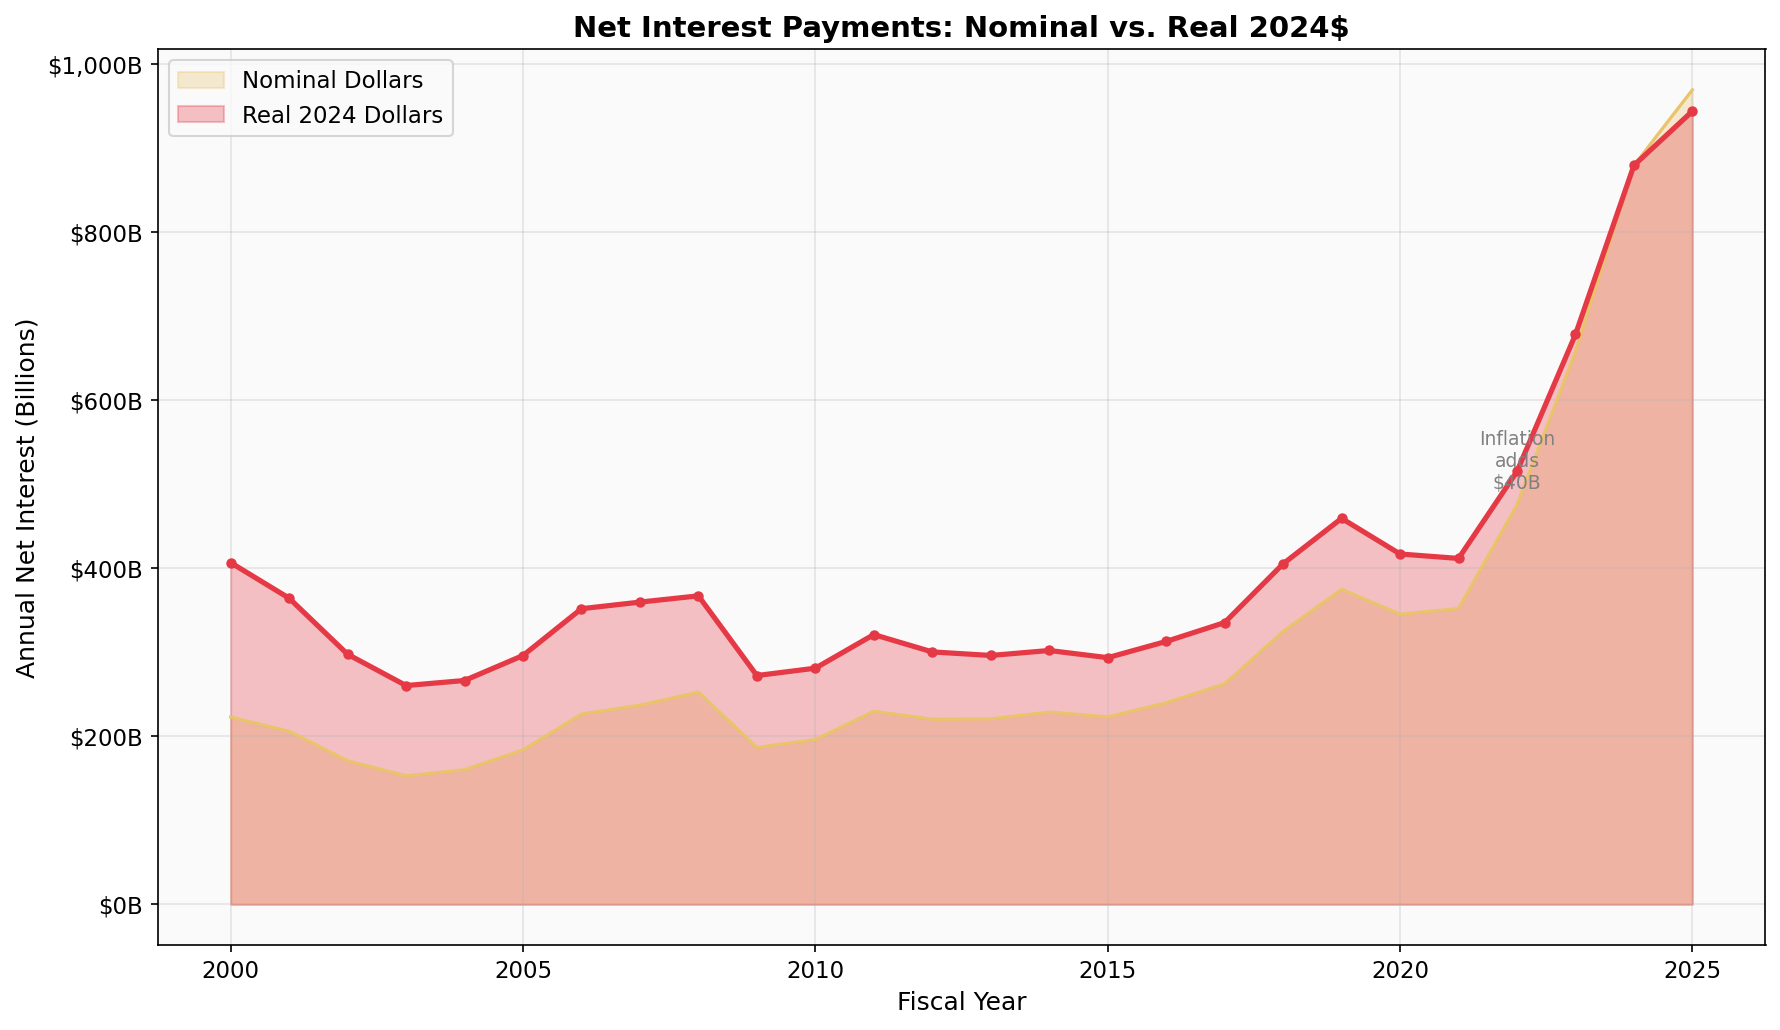 Net Interest Payments: Nominal vs. Real 2024$
Nominal Dollars
Real 2024 Dollars
Annual Net Interest (Billions)
$1,000B
$800B
$600B
$400B
$200B
$0B
Inflation
adds
$40B
2000
2005
2010
2015
2020
2025
Fiscal Year